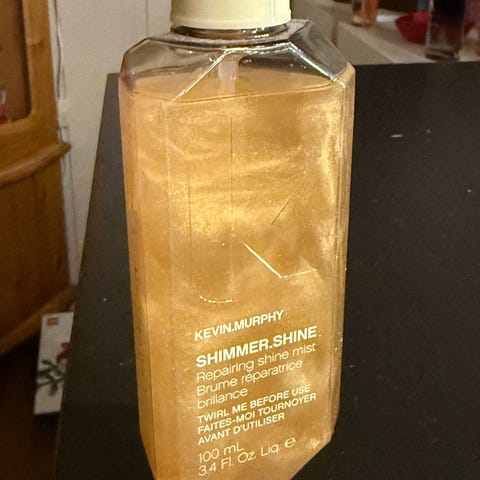 KEVIN.MURPHY
SHIMMER.SHINE
Repairing shine mist
Brume réparatrice
brillance
TWIRL ME BEFORE USE
FAITES-MOI TOURNOYER
AVANT D'UTILISER
100 mL
3.4 Fl. Oz. Liq. ℮